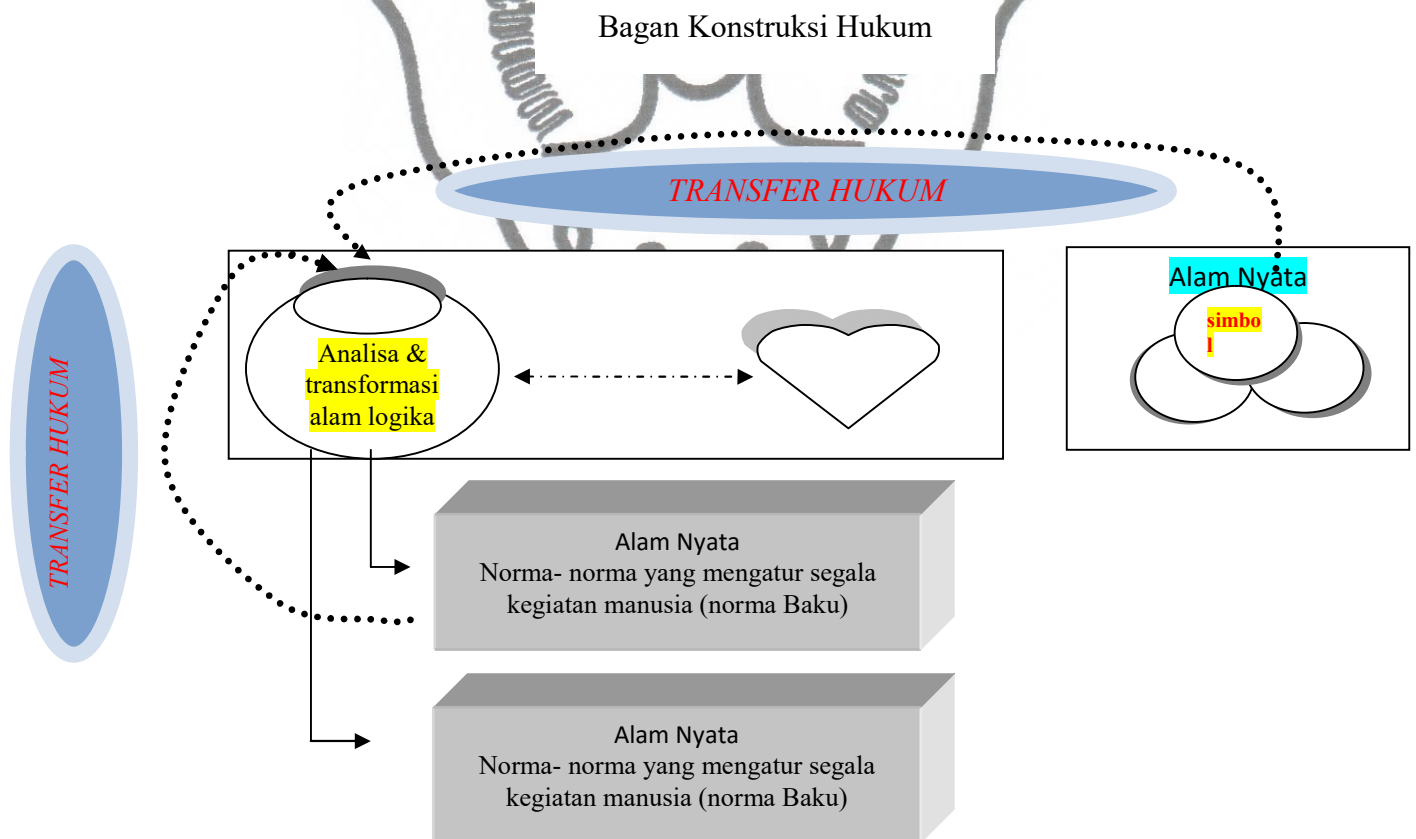 Bagan Konstruksi Hukum
TRANSFER HUKUM
TRANSFER HUKUM
Alam Nyata
simbo
l
Analisa &
transformasi
alam logika
Alam Nyata
Norma- norma yang mengatur segala
kegiatan manusia (norma Baku)
Alam Nyata
Norma- norma yang mengatur segala
kegiatan manusia (norma Baku)